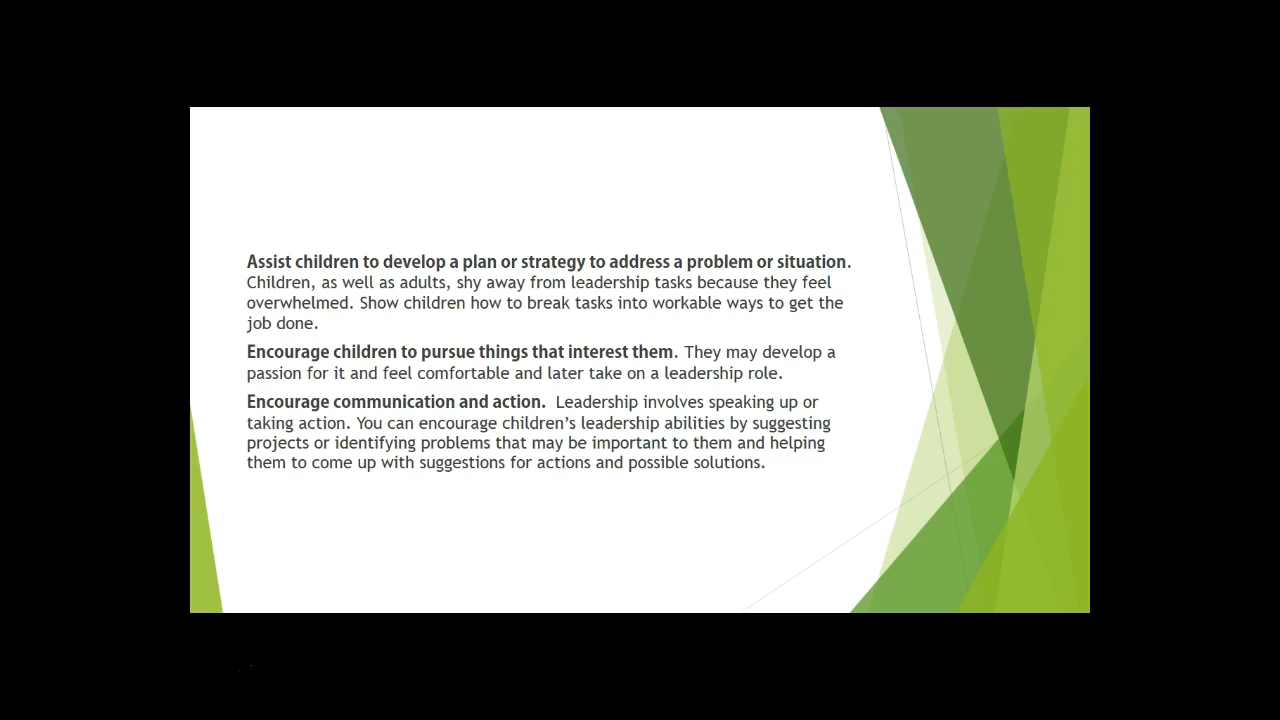 Assist children to develop a plan or strategy to address a problem or situation.
Children, as well as adults, shy away from leadership tasks because they feel
overwhelmed. Show children how to break tasks into workable ways to get the
job done.
Encourage children to pursue things that interest them. They may develop a
passion for it and feel comfortable and later take on a leadership role.
Encourage communication and action.  Leadership involves speaking up or
taking action. You can encourage children’s leadership abilities by suggesting
projects or identifying problems that may be important to them and helping
them to come up with suggestions for actions and possible solutions.